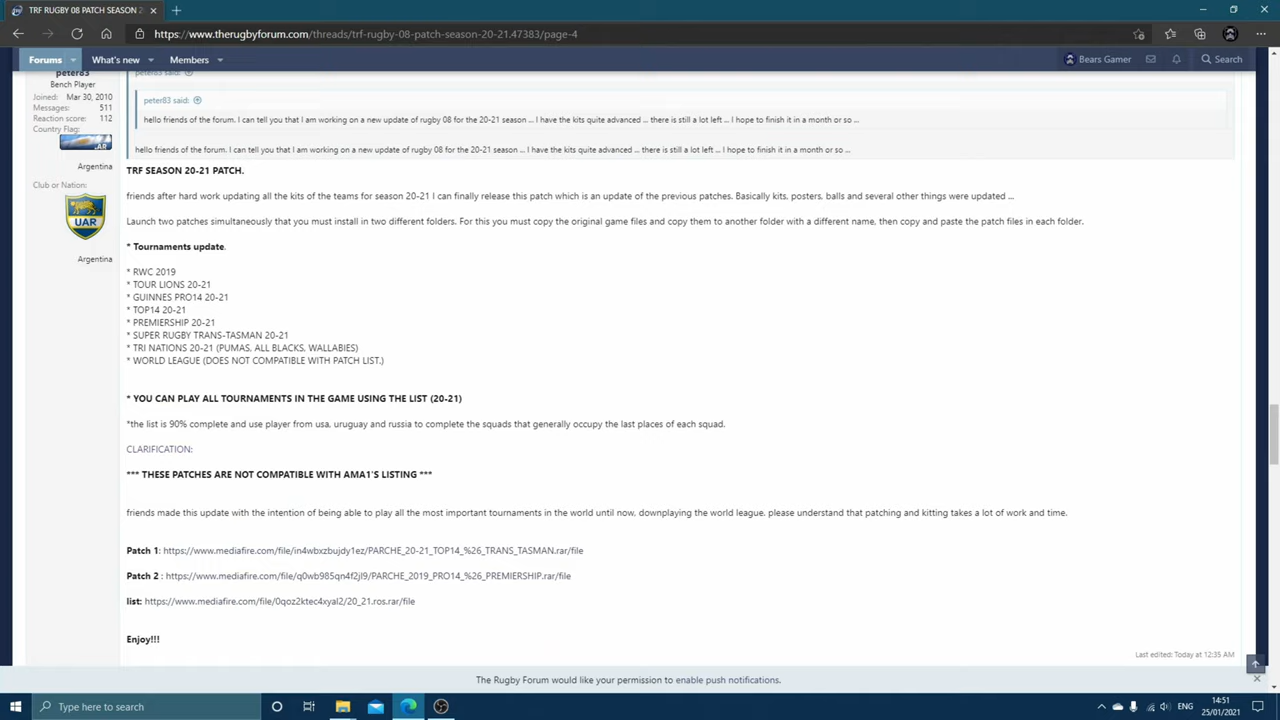 TRF RUGBY 08 PATCH SEASON 2
https://www.therugbyforum.com/threads/trf-rugby-08-patch-season-20-21.47383/page-4
Forums What's new Members Bears Gamer Search
peter83
Bench Player
Joined: Mar 30, 2010
Messages: 511
Reaction score: 112
Country Flag:
.AR
Argentina
Club or Nation:
UAR
Argentina
peter83 said:
peter83 said:
hello friends of the forum. I can tell you that I am working on a new update of rugby 08 for the 20-21 season ... I have the kits quite advanced ... there is still a lot left ... I hope to finish it in a month or so ...
hello friends of the forum. I can tell you that I am working on a new update of rugby 08 for the 20-21 season ... I have the kits quite advanced ... there is still a lot left ... I hope to finish it in a month or so ...
TRF SEASON 20-21 PATCH.
friends after hard work updating all the kits of the teams for season 20-21 I can finally release this patch which is an update of the previous patches. Basically kits, posters, balls and several other things were updated ...
Launch two patches simultaneously that you must install in two different folders. For this you must copy the original game files and copy them to another folder with a different name, then copy and paste the patch files in each folder.
* Tournaments update.
* RWC 2019
* TOUR LIONS 20-21
* GUINNES PRO14 20-21
* TOP14 20-21
* PREMIERSHIP 20-21
* SUPER RUGBY TRANS-TASMAN 20-21
* TRI NATIONS 20-21 (PUMAS, ALL BLACKS, WALLABIES)
* WORLD LEAGUE (DOES NOT COMPATIBLE WITH PATCH LIST.)
* YOU CAN PLAY ALL TOURNAMENTS IN THE GAME USING THE LIST (20-21)
*the list is 90% complete and use player from usa, uruguay and russia to complete the squads that generally occupy the last places of each squad.
CLARIFICATION:
*** THESE PATCHES ARE NOT COMPATIBLE WITH AMA1'S LISTING ***
friends made this update with the intention of being able to play all the most important tournaments in the world until now, downplaying the world league, please understand that patching and kitting takes a lot of work and time.
Patch 1: https://www.mediafire.com/file/in4wbxzbujdy1ez/PARCHE_20-21_TOP14_%26_TRANS_TASMAN.rar/file
Patch 2 : https://www.mediafire.com/file/q0wb985qn4f2jl9/PARCHE_2019_PRO14_%26_PREMIERSHIP.rar/file
list: https://www.mediafire.com/file/0qoz2ktec4xyal2/20_21.ros.rar/file
Enjoy!!!
Last edited: Today at 12:35 AM
The Rugby Forum would like your permission to enable push notifications.
Type here to search
ENG
14:51
25/01/2021